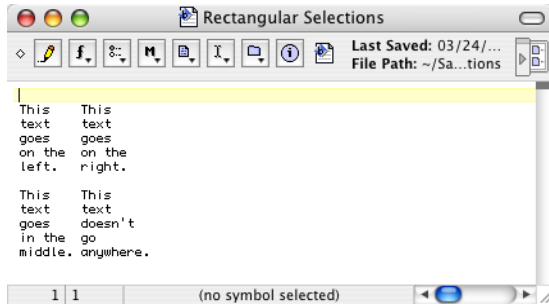 Rectangular Selections
Last Saved: 03/24/...
File Path: ~/Sa...tions
This    This
text    text
goes    goes
on the  on the
left.   right.
This    This
text    text
goes    doesn't
in the  go
middle. anywhere.
1 1 (no symbol selected)